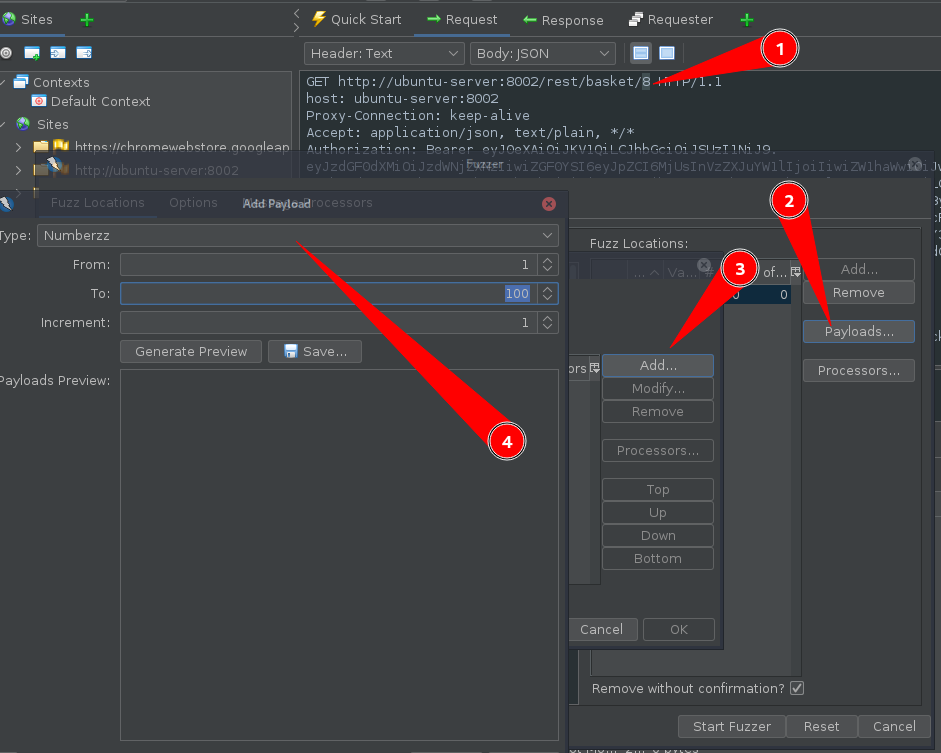 Sites
Quick Start
Request
Response
Requester
Header: Text
Body: JSON
1
Contexts
Default Context
Sites
https://chromewebstore.googleap
http://ubuntu-server:8002
GET http://ubuntu-server:8002/rest/basket/8 HTTP/1.1
host: ubuntu-server:8002
Proxy-Connection: keep-alive
Accept: application/json, text/plain, */*
Authorization: Bearer
Fuzzer
Fuzz Locations
Options
Processors
Add Payload
2
Type:
Numberzz
From:
1
To:
100
Increment:
1
Generate Preview
Save...
Payloads Preview:
4
Fuzz Locations:
3
... Va... # of...
0 0
Add...
Remove
Payloads...
Processors...
ors
Add...
Modify...
Remove
Processors...
Top
Up
Down
Bottom
Cancel
OK
Remove without confirmation?
Start Fuzzer
Reset
Cancel